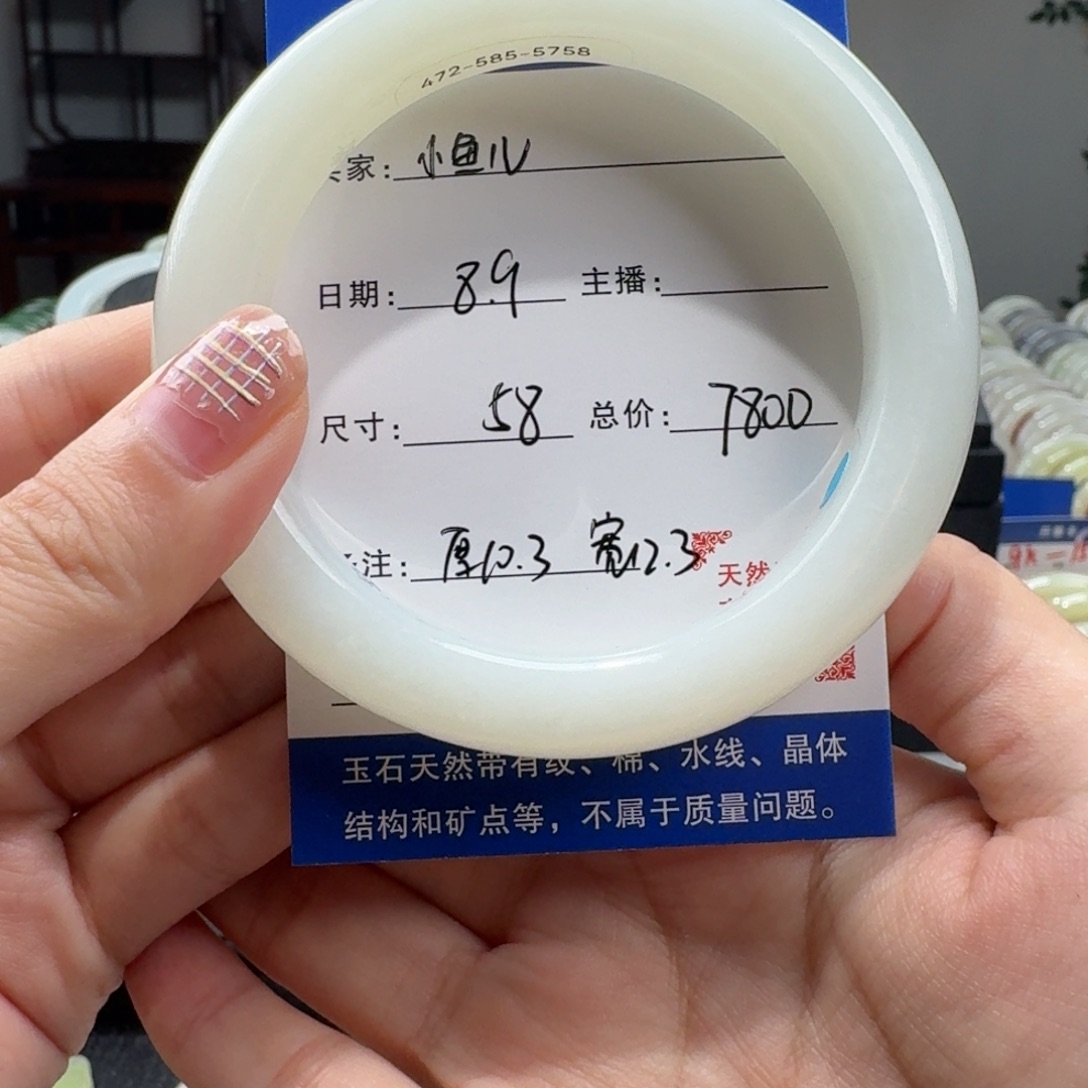 472-585-5758
家: 小鱼儿
日期: 8.9 主播:
尺寸: 58 总价: 7800
注: 厚10.3 宽12.3
天然
玉石天然带有纹、棉、水线、晶体
结构和矿点等，不属于质量问题。